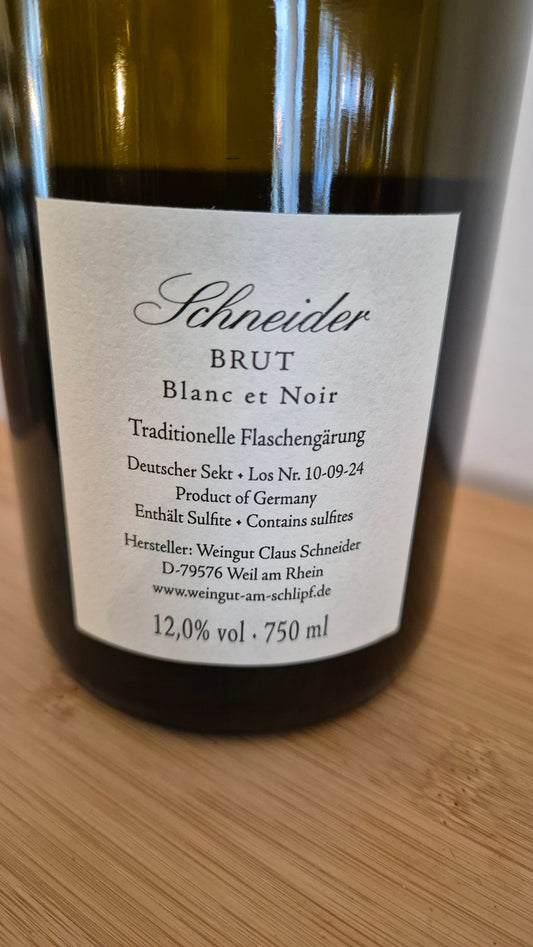 Schneider
BRUT
Blanc et Noir
Traditionelle Flaschengärung
Deutscher Sekt • Los Nr. 10-09-24
Product of Germany
Enthält Sulfite • Contains sulfites
Hersteller: Weingut Claus Schneider
D-79576 Weil am Rhein
www.weingut-am-schlipf.de
12,0% vol • 750 ml